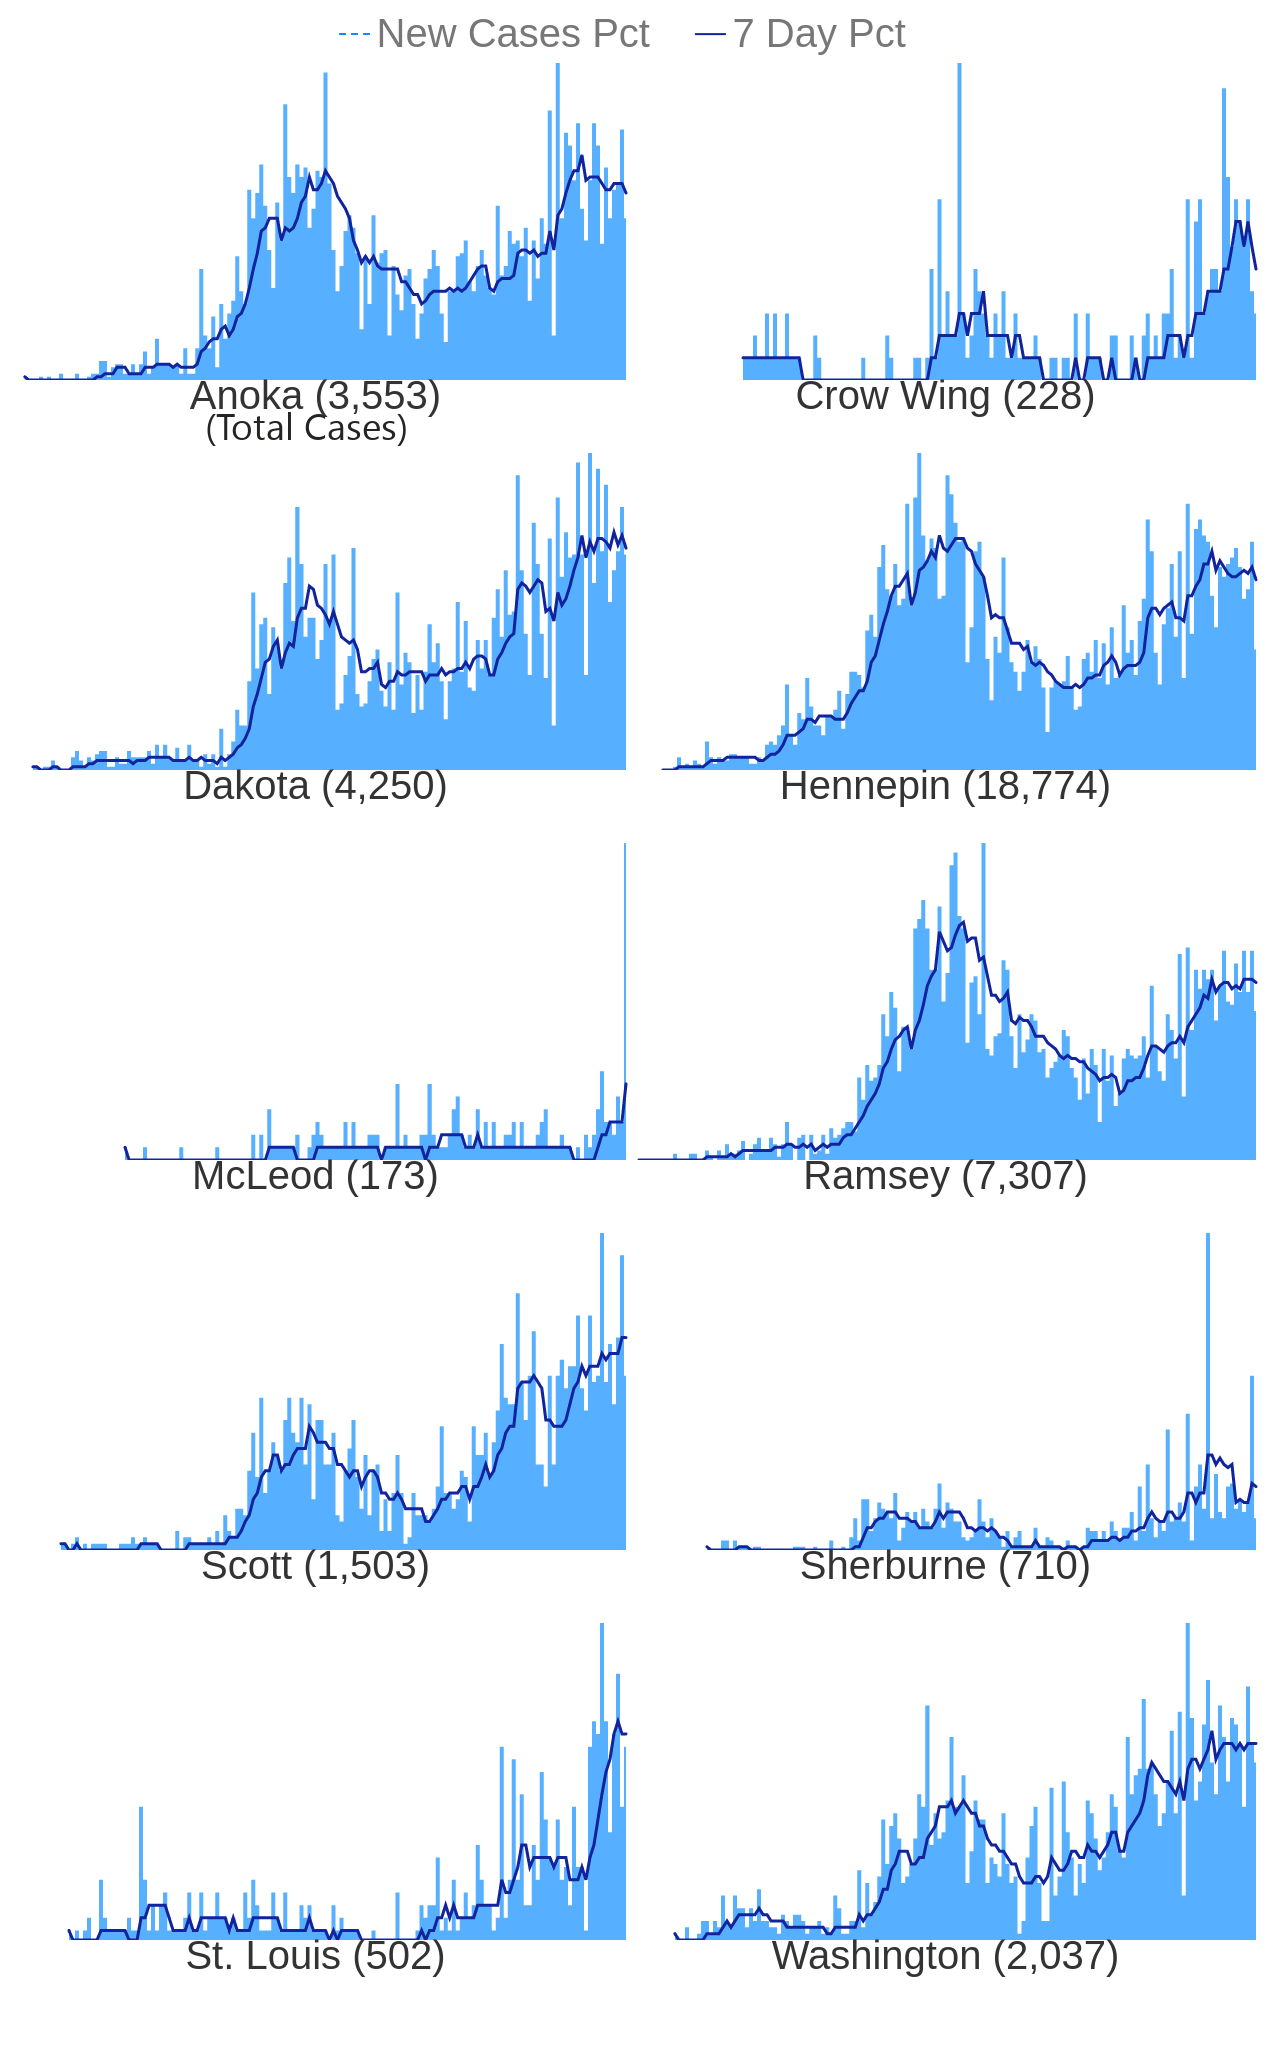 New Cases Pct 7 Day Pct
Anoka (3,553) Crow Wing (228)
(Total Cases)
Dakota (4,250) Hennepin (18,774)
McLeod (173) Ramsey (7,307)
Scott (1,503) Sherburne (710)
St. Louis (502) Washington (2,037)